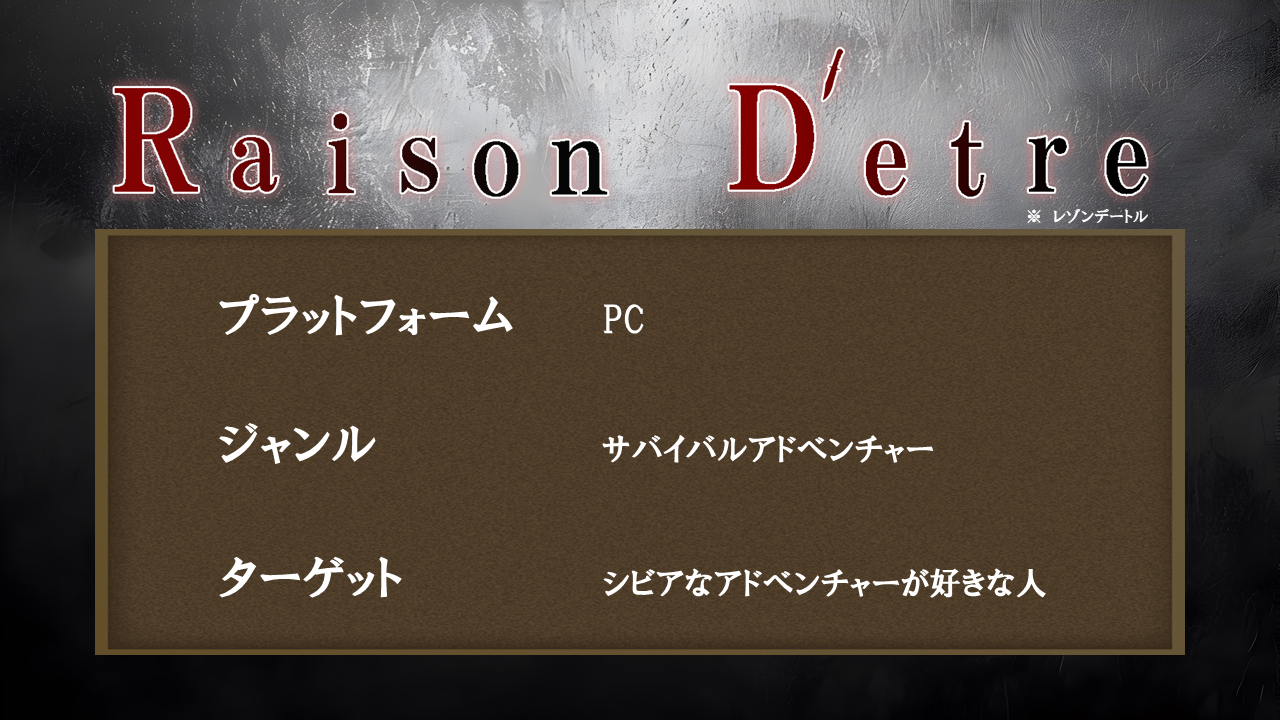 Raison D'etre
※ レゾンデートル
プラットフォーム PC
ジャンル サバイバルアドベンチャー
ターゲット シビアなアドベンチャーが好きな人